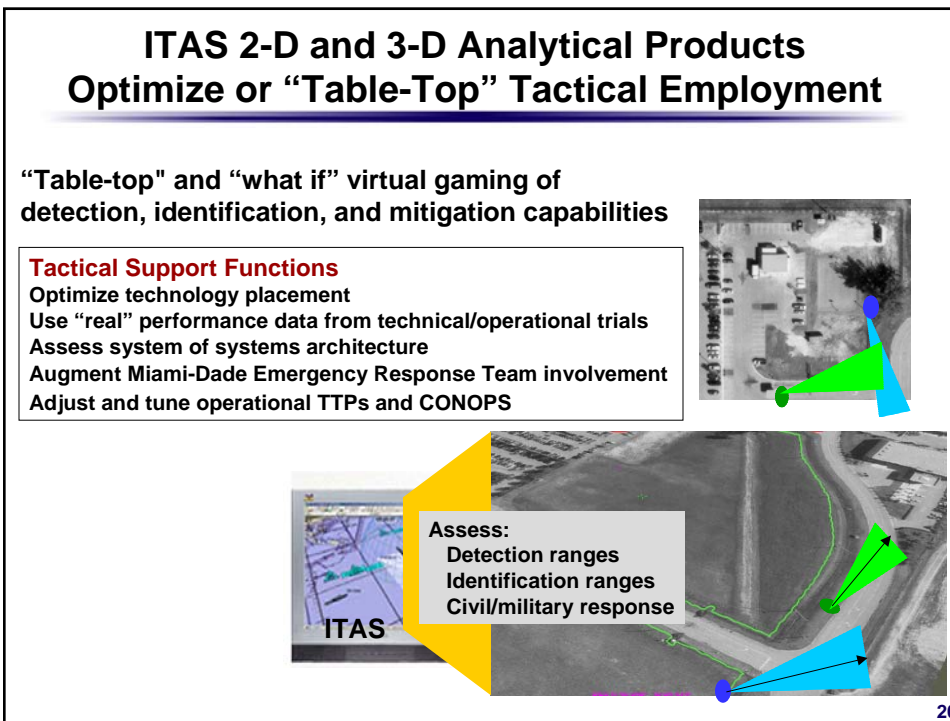 ITAS 2-D and 3-D Analytical Products
Optimize or “Table-Top” Tactical Employment
“Table-top" and “what if” virtual gaming of
detection, identification, and mitigation capabilities
Tactical Support Functions
Optimize technology placement
Use “real” performance data from technical/operational trials
Assess system of systems architecture
Augment Miami-Dade Emergency Response Team involvement
Adjust and tune operational TTPs and CONOPS
Assess:
Detection ranges
Identification ranges
Civil/military response
ITAS